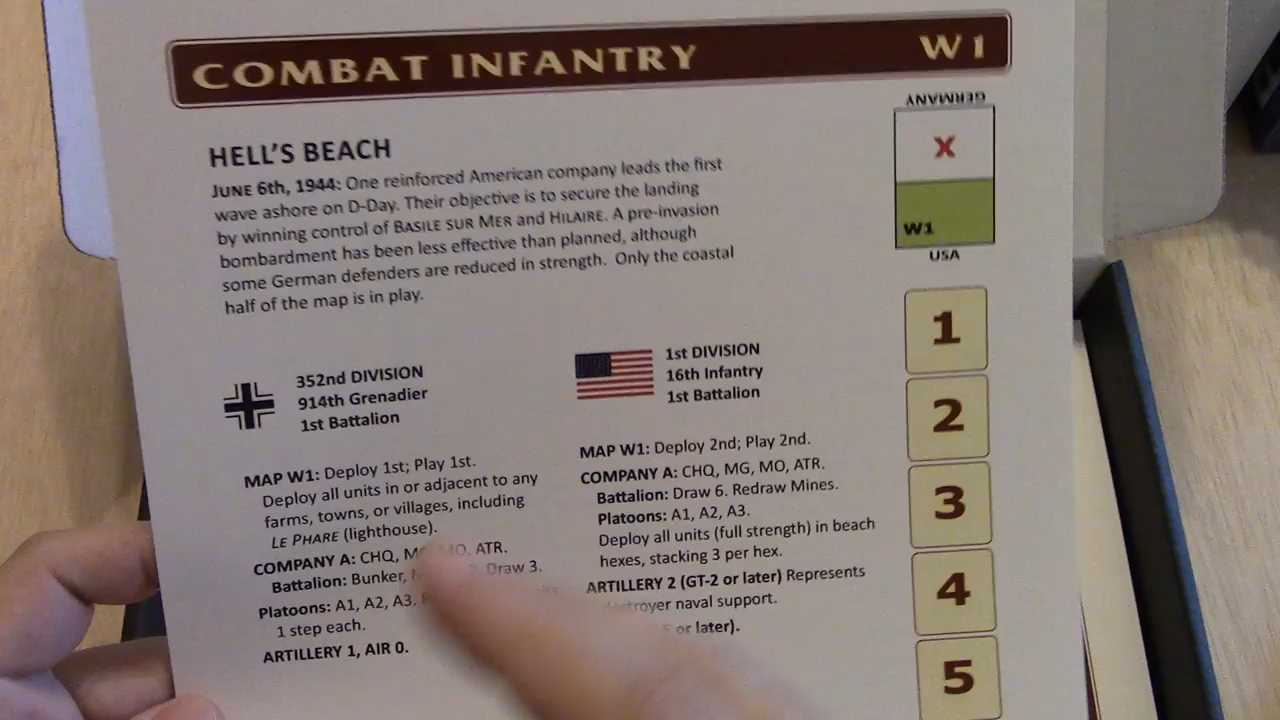 COMBAT INFANTRY W1
HELL'S BEACH
JUNE 6th, 1944: One reinforced American company leads the first
wave ashore on D-Day. Their objective is to secure the landing
by winning control of BASILE SUR MER and HILAIRE. A pre-invasion
bombardment has been less effective than planned, although
some German defenders are reduced in strength. Only the coastal
half of the map is in play.
GERMANY
X
W1
USA
352nd DIVISION
914th Grenadier
1st Battalion
MAP W1: Deploy 1st; Play 1st.
Deploy all units in or adjacent to any
farms, towns, or villages, including
LE PHARE (lighthouse).
COMPANY A: CHQ, MG, MO, ATR.
Battalion: Bunker, Draw 3.
Platoons: A1, A2, A3.
1 step each.
ARTILLERY 1, AIR 0.
1st DIVISION
16th Infantry
1st Battalion
MAP W1: Deploy 2nd; Play 2nd.
COMPANY A: CHQ, MG, MO, ATR.
Battalion: Draw 6. Redraw Mines.
Platoons: A1, A2, A3.
Deploy all units (full strength) in beach
hexes, stacking 3 per hex.
ARTILLERY 2 (GT-2 or later) Represents
destroyer naval support.
or later).
1
2
3
4
5